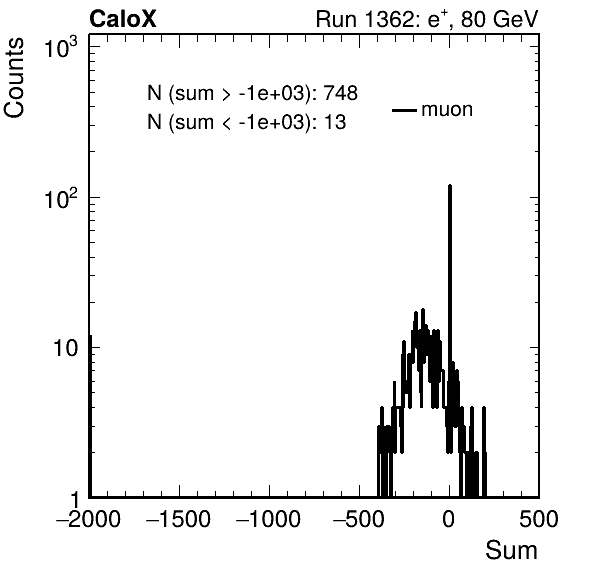 CaloX Run 1362: e⁺, 80 GeV
Counts
10³
10²
10
1
N (sum > -1e+03): 748
N (sum < -1e+03): 13
muon
−2000 −1500 −1000 −500 0 500
Sum